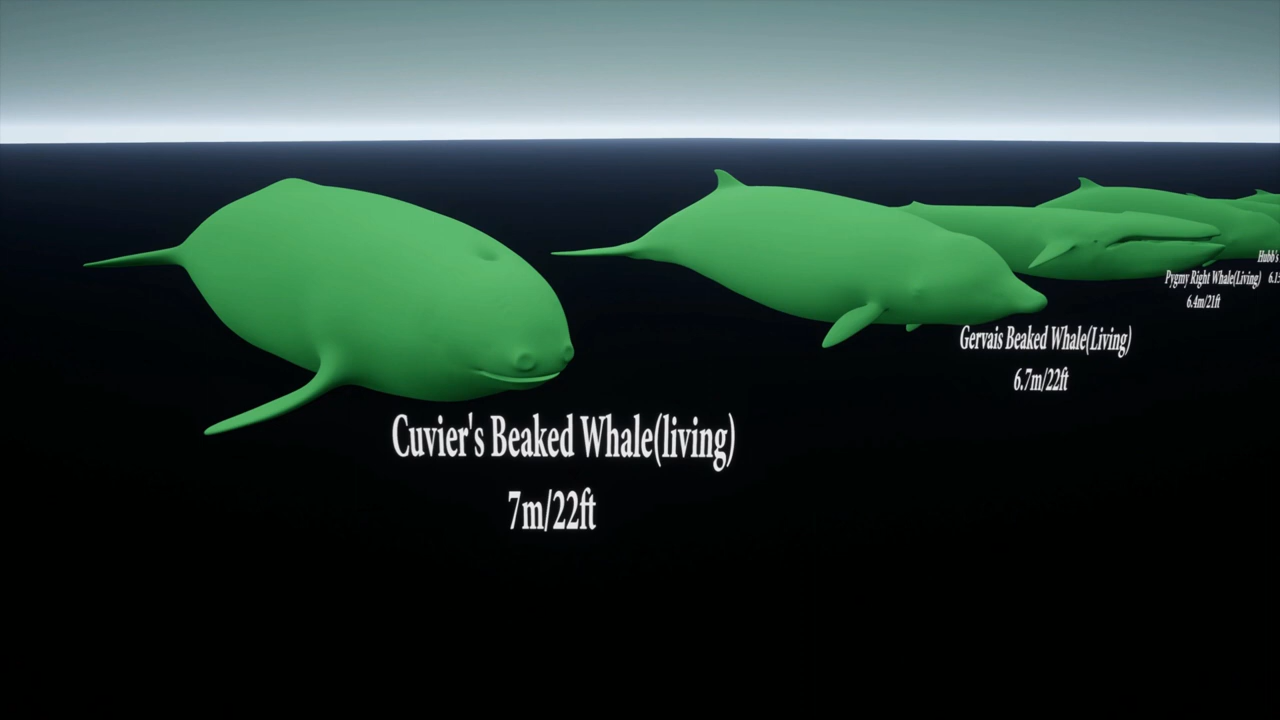 Cuvier's Beaked Whale(living)
7m/22ft
Gervais Beaked Whale(Living)
6.7m/22ft
Pygmy Right Whale(Living)
6.4m/21ft
Hubb's